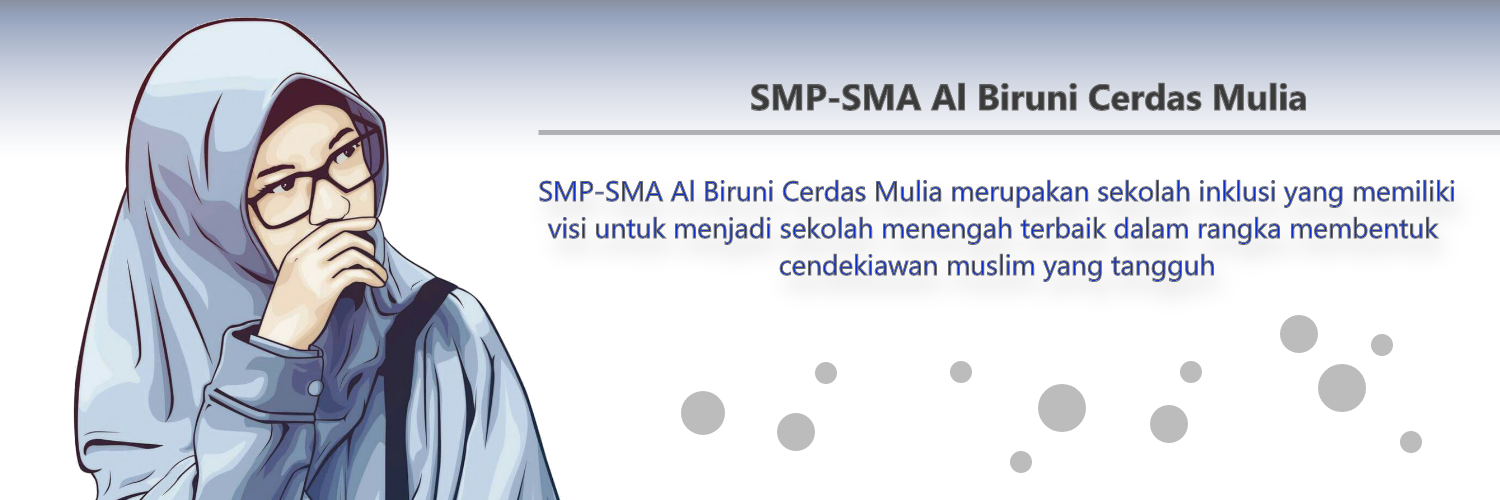 SMP-SMA Al Biruni Cerdas Mulia
SMP-SMA Al Biruni Cerdas Mulia merupakan sekolah inklusi yang memiliki
visi untuk menjadi sekolah menengah terbaik dalam rangka membentuk
cendekiawan muslim yang tangguh